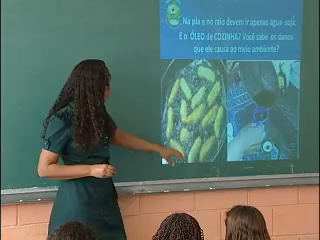 Na pia e no ralo devem ir apenas água suja.
E o ÓLEO de COZINHA? Você sabe os danos
que ele causa ao meio ambiente?